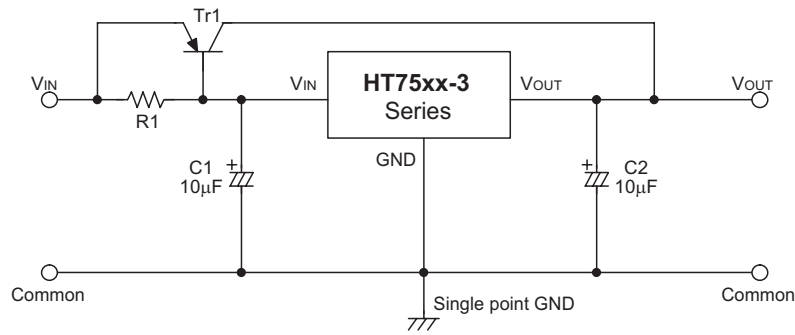 Tr1
VIN
R1
VIN
HT75xx-3
Series
VOUT
VOUT
GND
C1
10μF
C2
10μF
Common
Single point GND
Common